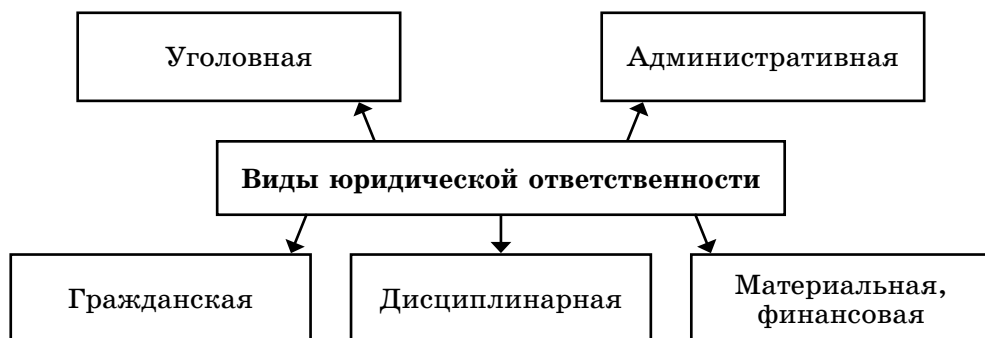 Уголовная
Административная
Виды юридической ответственности
Гражданская
Дисциплинарная
Материальная,
финансовая